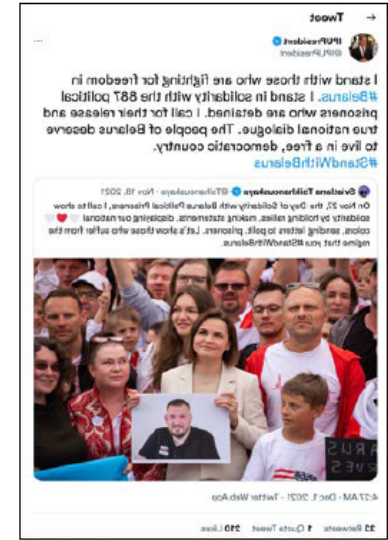 Tweet
IPUPresident
@IPUPresident
I stand with those who are fighting for freedom in
#Belarus. I stand in solidarity with the 887 political
prisoners who are detained. I call for their release and
true national dialogue. The people of Belarus deserve
to live in a free, democratic country.
#StandWithBelarus
Sviatlana Tsikhanouskaya @Tsihanouskaya · Nov 18, 2021
On Nov 27, the Day of Solidarity with Belarus Political Prisoners, I call to show
solidarity by holding rallies, making statements, displaying our national
colors, sending letters to polit. prisoners. Let's show those who suffer from the
regime that you #StandWithBelarus.
ARUS
RVES
4:27 AM · Dec 1, 2021 · Twitter Web App
33 Retweets 1 Quote Tweet 210 Likes